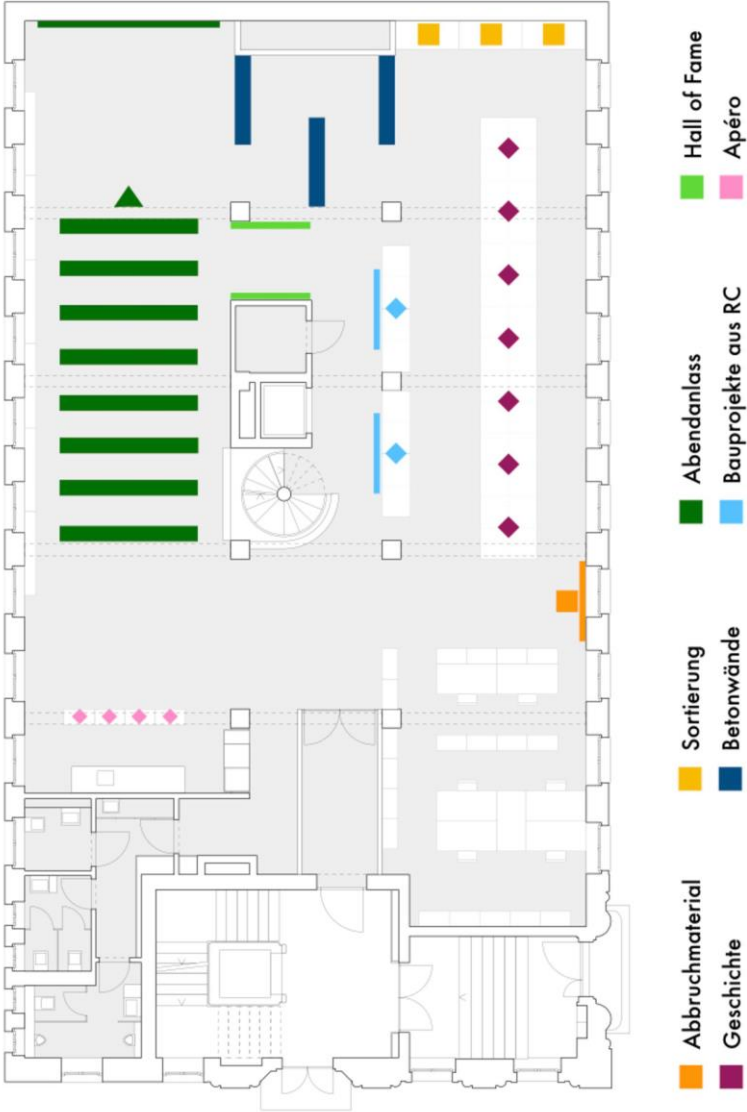 Abbruchmaterial
Geschichte
Sortierung
Betonwände
Abendanlass
Bauprojekte aus RC
Hall of Fame
Apéro